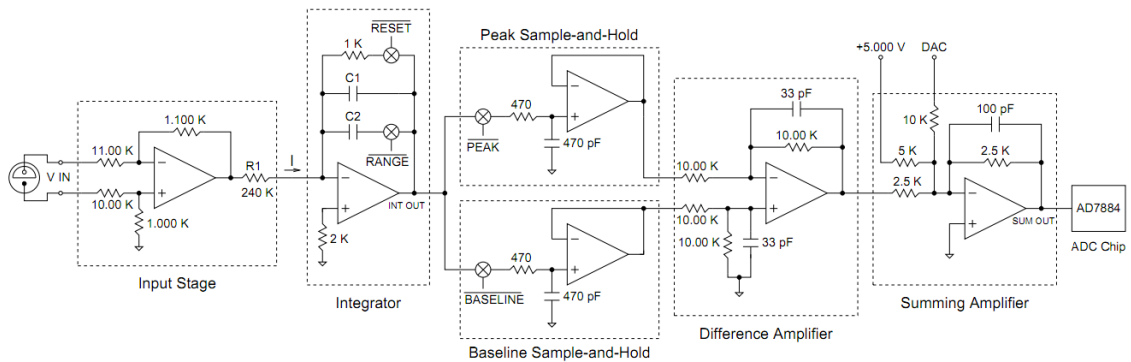 V IN
11.00 K
10.00 K
1.100 K
1.000 K
−
+
R1
240 K
I
Input Stage
RESET
1 K
C1
C2
RANGE
−
+
2 K
INT OUT
Integrator
Peak Sample-and-Hold
PEAK
470
470 pF
−
+
BASELINE
470
470 pF
−
+
Baseline Sample-and-Hold
33 pF
10.00 K
10.00 K
10.00 K
10.00 K
33 pF
−
+
Difference Amplifier
+5.000 V
DAC
10 K
5 K
2.5 K
100 pF
2.5 K
−
+
SUM OUT
Summing Amplifier
AD7884
ADC Chip